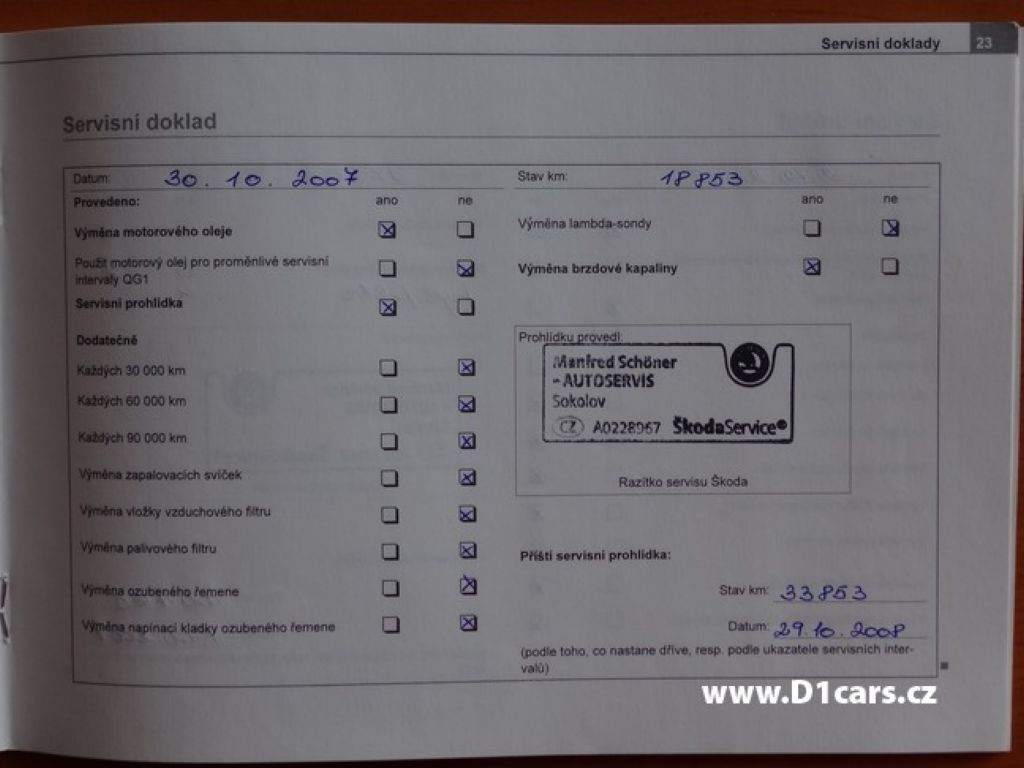 Servisní doklady 23
Servisní doklad
Datum: 30. 10. 2007
Stav km: 18853
Provedeno: ano ne
ano ne
Výměna motorového oleje
Výměna lambda-sondy
Použit motorový olej pro proměnlivé servisní
intervaly QG1
Výměna brzdové kapaliny
Servisní prohlídka
Dodatečně
Každých 30 000 km
Každých 60 000 km
Každých 90 000 km
Výměna zapalovacích svíček
Výměna vložky vzduchového filtru
Výměna palivového filtru
Výměna ozubeného řemene
Výměna napínací kladky ozubeného řemene
Prohlídku provedl:
Manfred Schöner
- AUTOSERVIS
Sokolov
CZ A0228967 ŠkodaService®
Razítko servisu Škoda
Příští servisní prohlídka:
Stav km: 33853
Datum: 29.10.2008
(podle toho, co nastane dříve, resp. podle ukazatele servisních inter-
valů)
www.D1cars.cz